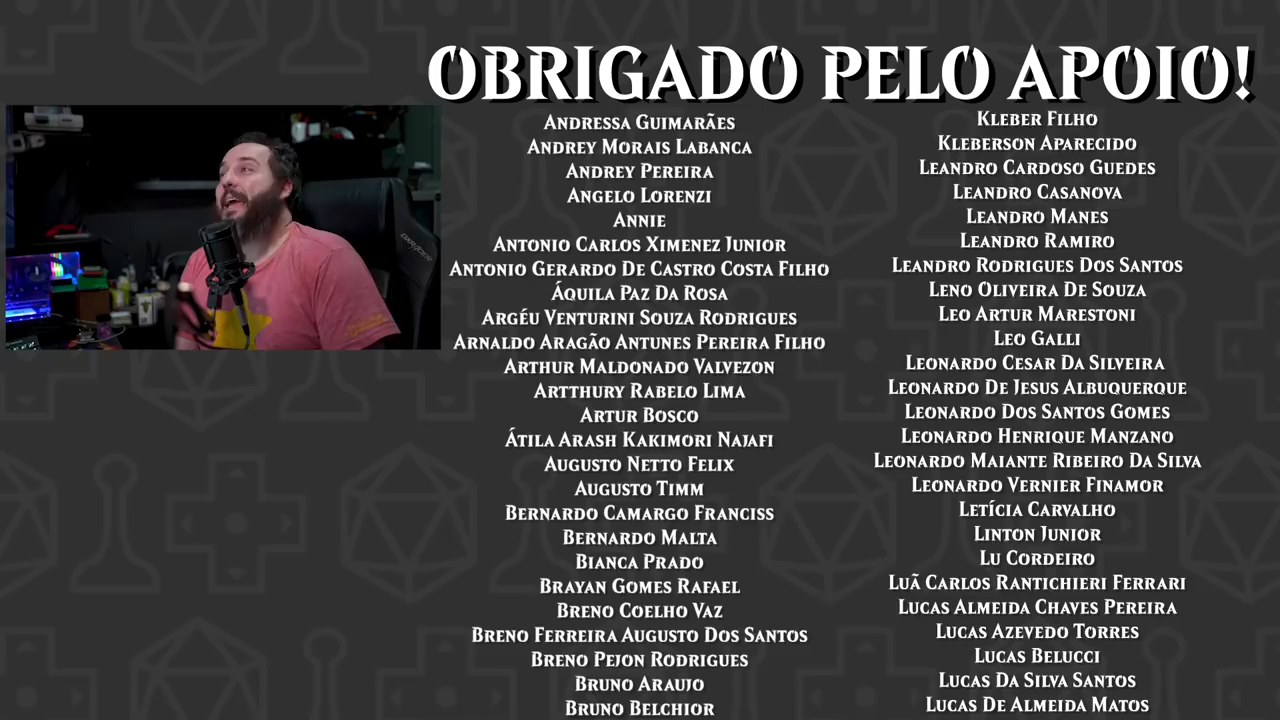 OBRIGADO PELO APOIO!
ANDRESSA GUIMARÃES
ANDREY MORAIS LABANCA
ANDREY PEREIRA
ANGELO LORENZI
ANNIE
ANTONIO CARLOS XIMENEZ JUNIOR
ANTONIO GERARDO DE CASTRO COSTA FILHO
ÁQUILA PAZ DA ROSA
ARGÉU VENTURINI SOUZA RODRIGUES
ARNALDO ARAGÃO ANTUNES PEREIRA FILHO
ARTHUR MALDONADO VALVEZON
ARTTHURY RABELO LIMA
ARTUR BOSCO
ÁTILA ARASH KAKIMORI NAJAFI
AUGUSTO NETTO FELIX
AUGUSTO TIMM
BERNARDO CAMARGO FRANCISS
BERNARDO MALTA
BIANCA PRADO
BRAYAN GOMES RAFAEL
BRENO COELHO VAZ
BRENO FERREIRA AUGUSTO DOS SANTOS
BRENO PEJON RODRIGUES
BRUNO ARAUJO
BRUNO BELCHIOR
KLEBER FILHO
KLEBERSON APARECIDO
LEANDRO CARDOSO GUEDES
LEANDRO CASANOVA
LEANDRO MANES
LEANDRO RAMIRO
LEANDRO RODRIGUES DOS SANTOS
LENO OLIVEIRA DE SOUZA
LEO ARTUR MARESTONI
LEO GALLI
LEONARDO CESAR DA SILVEIRA
LEONARDO DE JESUS ALBUQUERQUE
LEONARDO DOS SANTOS GOMES
LEONARDO HENRIQUE MANZANO
LEONARDO MAIANTE RIBEIRO DA SILVA
LEONARDO VERNIER FINAMOR
LETÍCIA CARVALHO
LINTON JUNIOR
LU CORDEIRO
LUÃ CARLOS RANTICHIERI FERRARI
LUCAS ALMEIDA CHAVES PEREIRA
LUCAS AZEVEDO TORRES
LUCAS BELUCCI
LUCAS DA SILVA SANTOS
LUCAS DE ALMEIDA MATOS